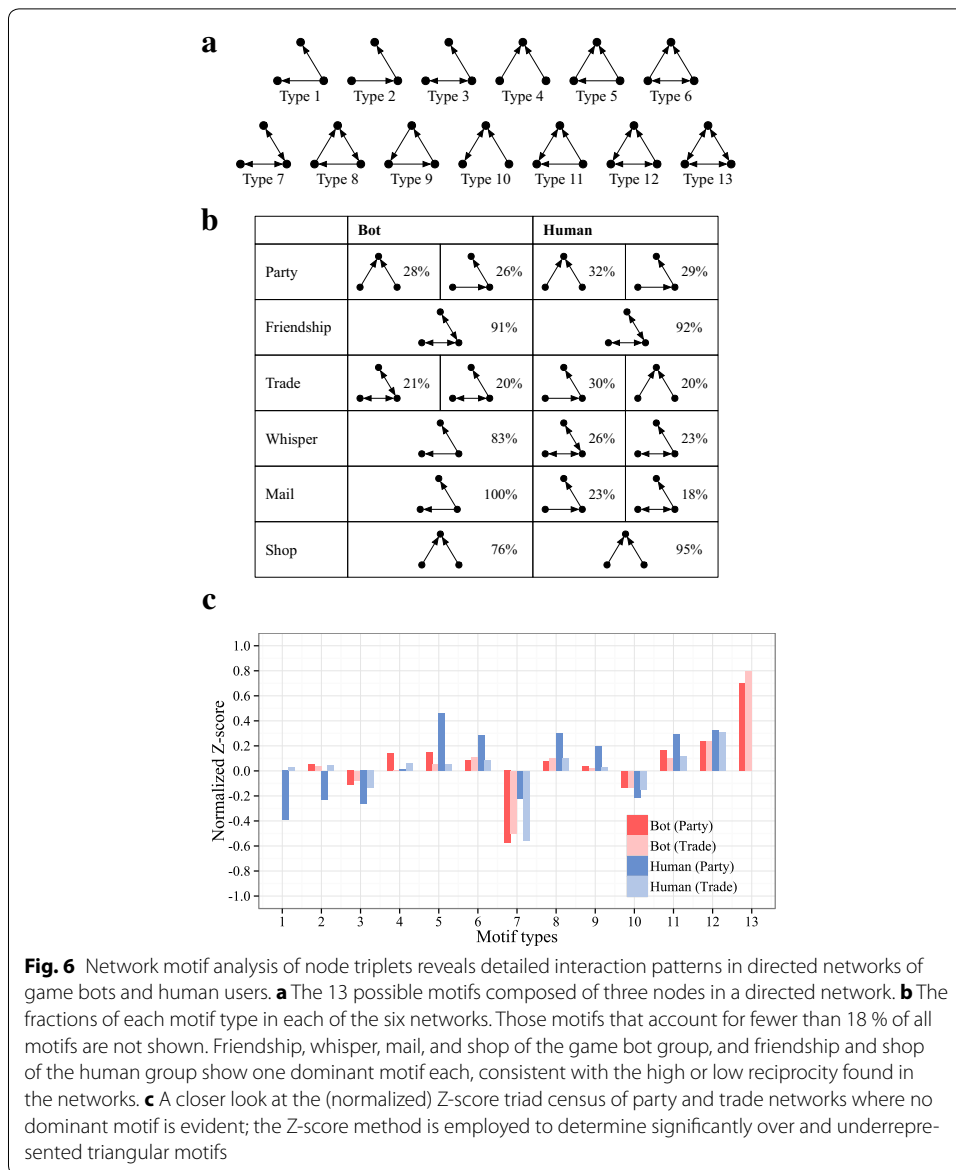 a
Type 1 Type 2 Type 3 Type 4 Type 5 Type 6
Type 7 Type 8 Type 9 Type 10 Type 11 Type 12 Type 13
b
Bot Human
Party 28% 26% 32% 29%
Friendship 91% 92%
Trade 21% 20% 30% 20%
Whisper 83% 26% 23%
Mail 100% 23% 18%
Shop 76% 95%
c
1.0
0.8
0.6
0.4
0.2
0.0
-0.2
-0.4
-0.6
-0.8
-1.0
Normalized Z-score
Bot (Party)
Bot (Trade)
Human (Party)
Human (Trade)
1 2 3 4 5 6 7 8 9 10 11 12 13
Motif types
Fig. 6 Network motif analysis of node triplets reveals detailed interaction patterns in directed networks of
game bots and human users. a The 13 possible motifs composed of three nodes in a directed network. b The
fractions of each motif type in each of the six networks. Those motifs that account for fewer than 18 % of all
motifs are not shown. Friendship, whisper, mail, and shop of the game bot group, and friendship and shop
of the human group show one dominant motif each, consistent with the high or low reciprocity found in
the networks. c A closer look at the (normalized) Z-score triad census of party and trade networks where no
dominant motif is evident; the Z-score method is employed to determine significantly over and underrepre-
sented triangular motifs